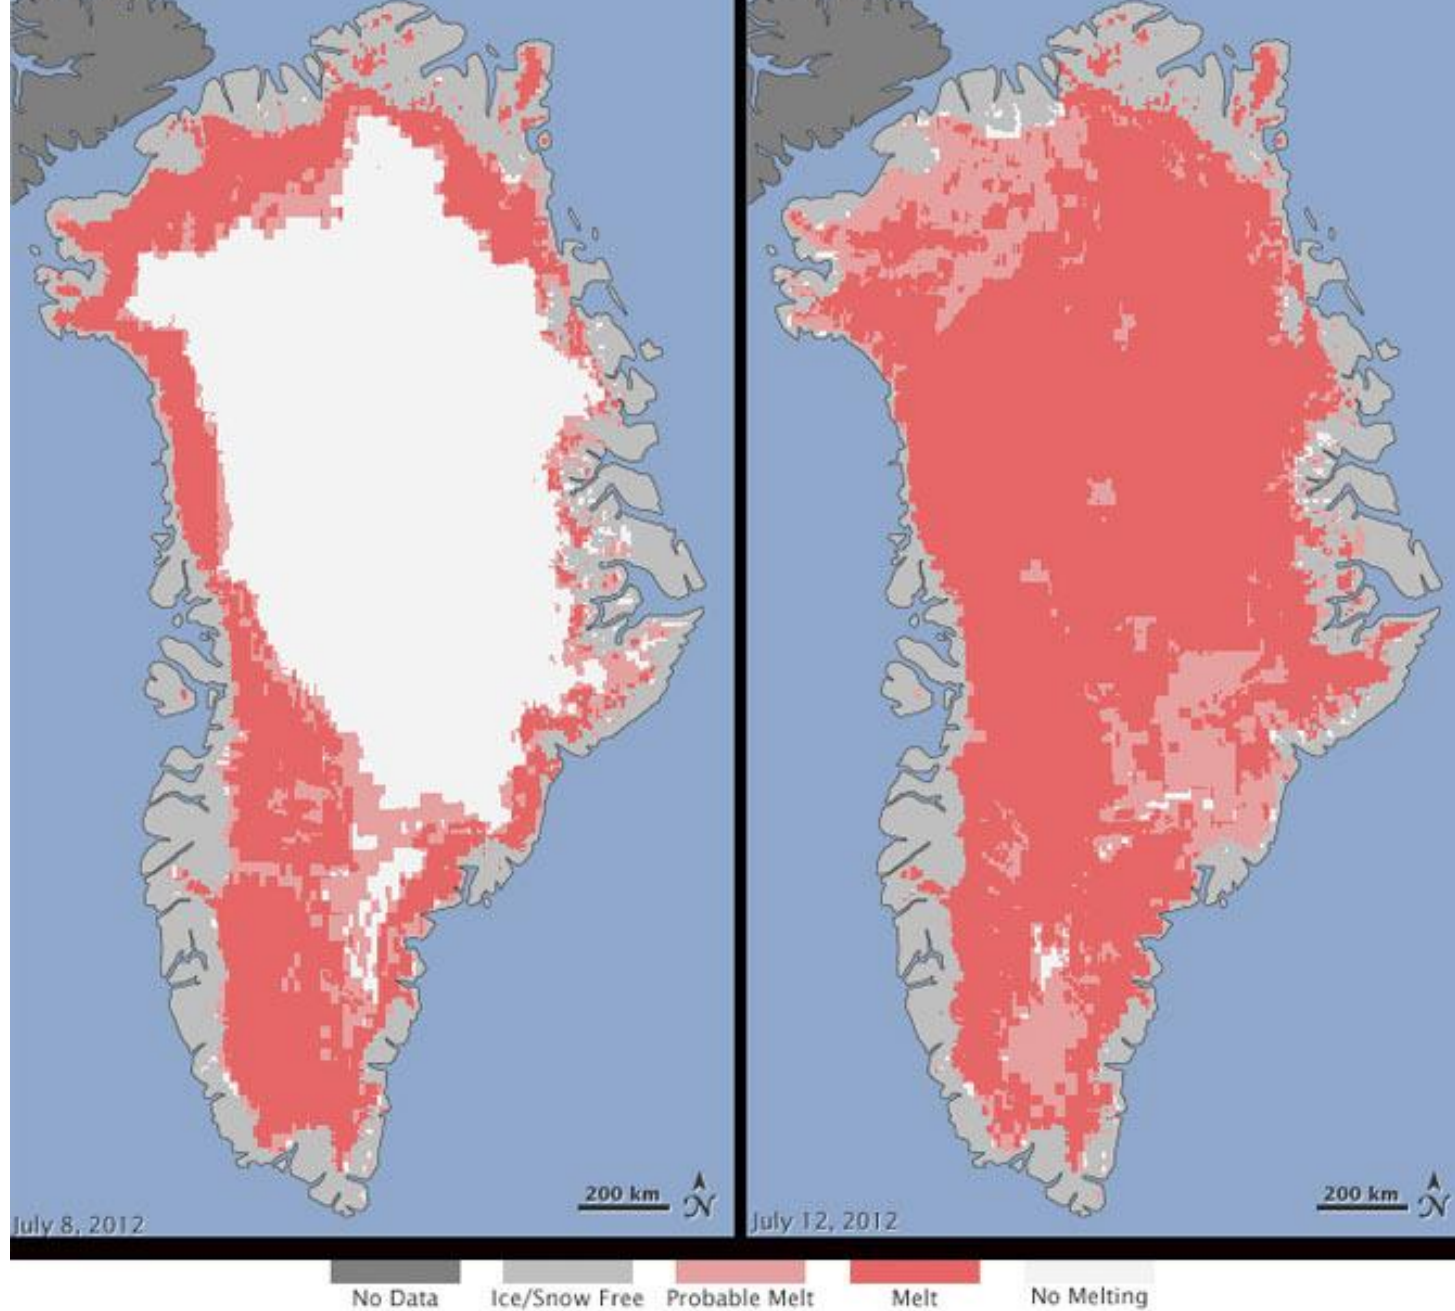 200 km N
July 8, 2012
200 km N
July 12, 2012
No Data Ice/Snow Free Probable Melt Melt No Melting